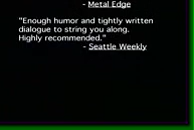 - Metal Edge
"Enough humor and tightly written
dialogue to string you along.
Highly recommended."
- Seattle Weekly